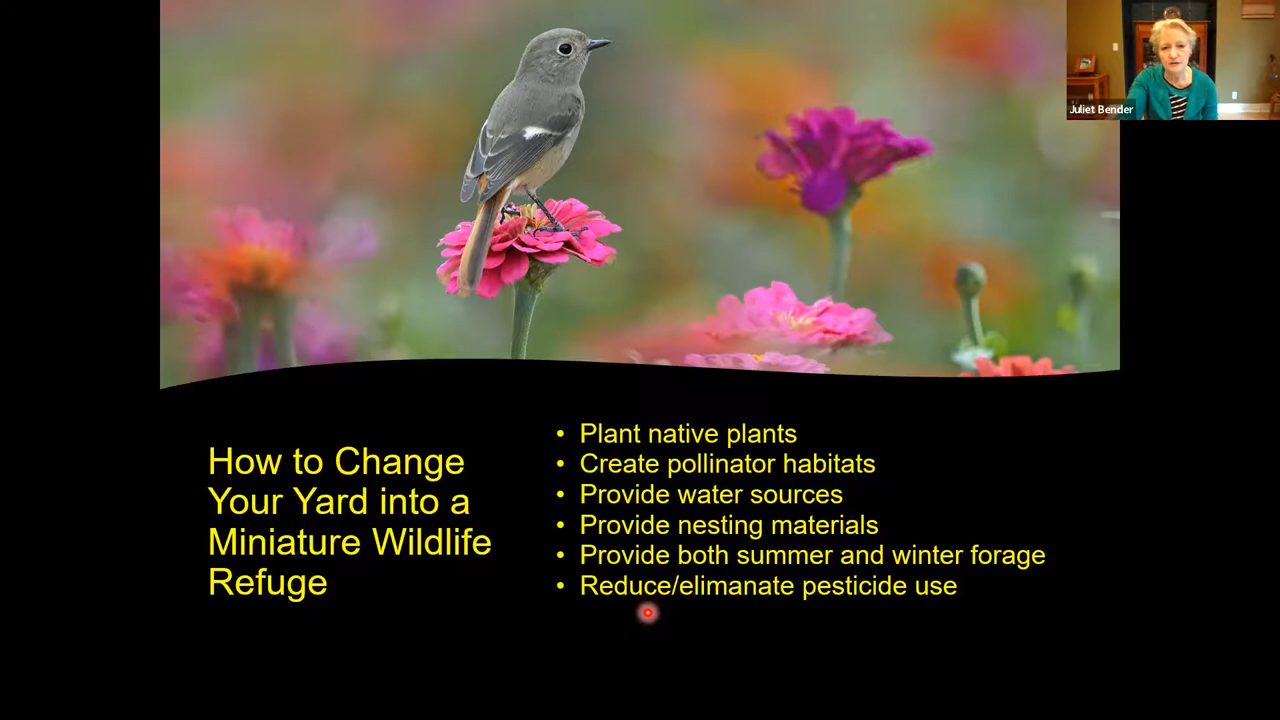 Juliet Bender
How to Change
Your Yard into a
Miniature Wildlife
Refuge
• Plant native plants
• Create pollinator habitats
• Provide water sources
• Provide nesting materials
• Provide both summer and winter forage
• Reduce/elimanate pesticide use